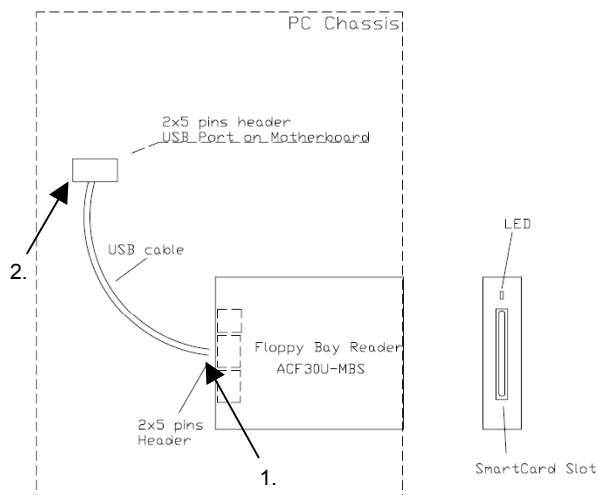 PC Chassis
2x5 pins header
USB Port on Motherboard
LED
USB cable
2.
Floppy Bay Reader
ACF30U-MBS
2x5 pins
Header
1.
SmartCard Slot